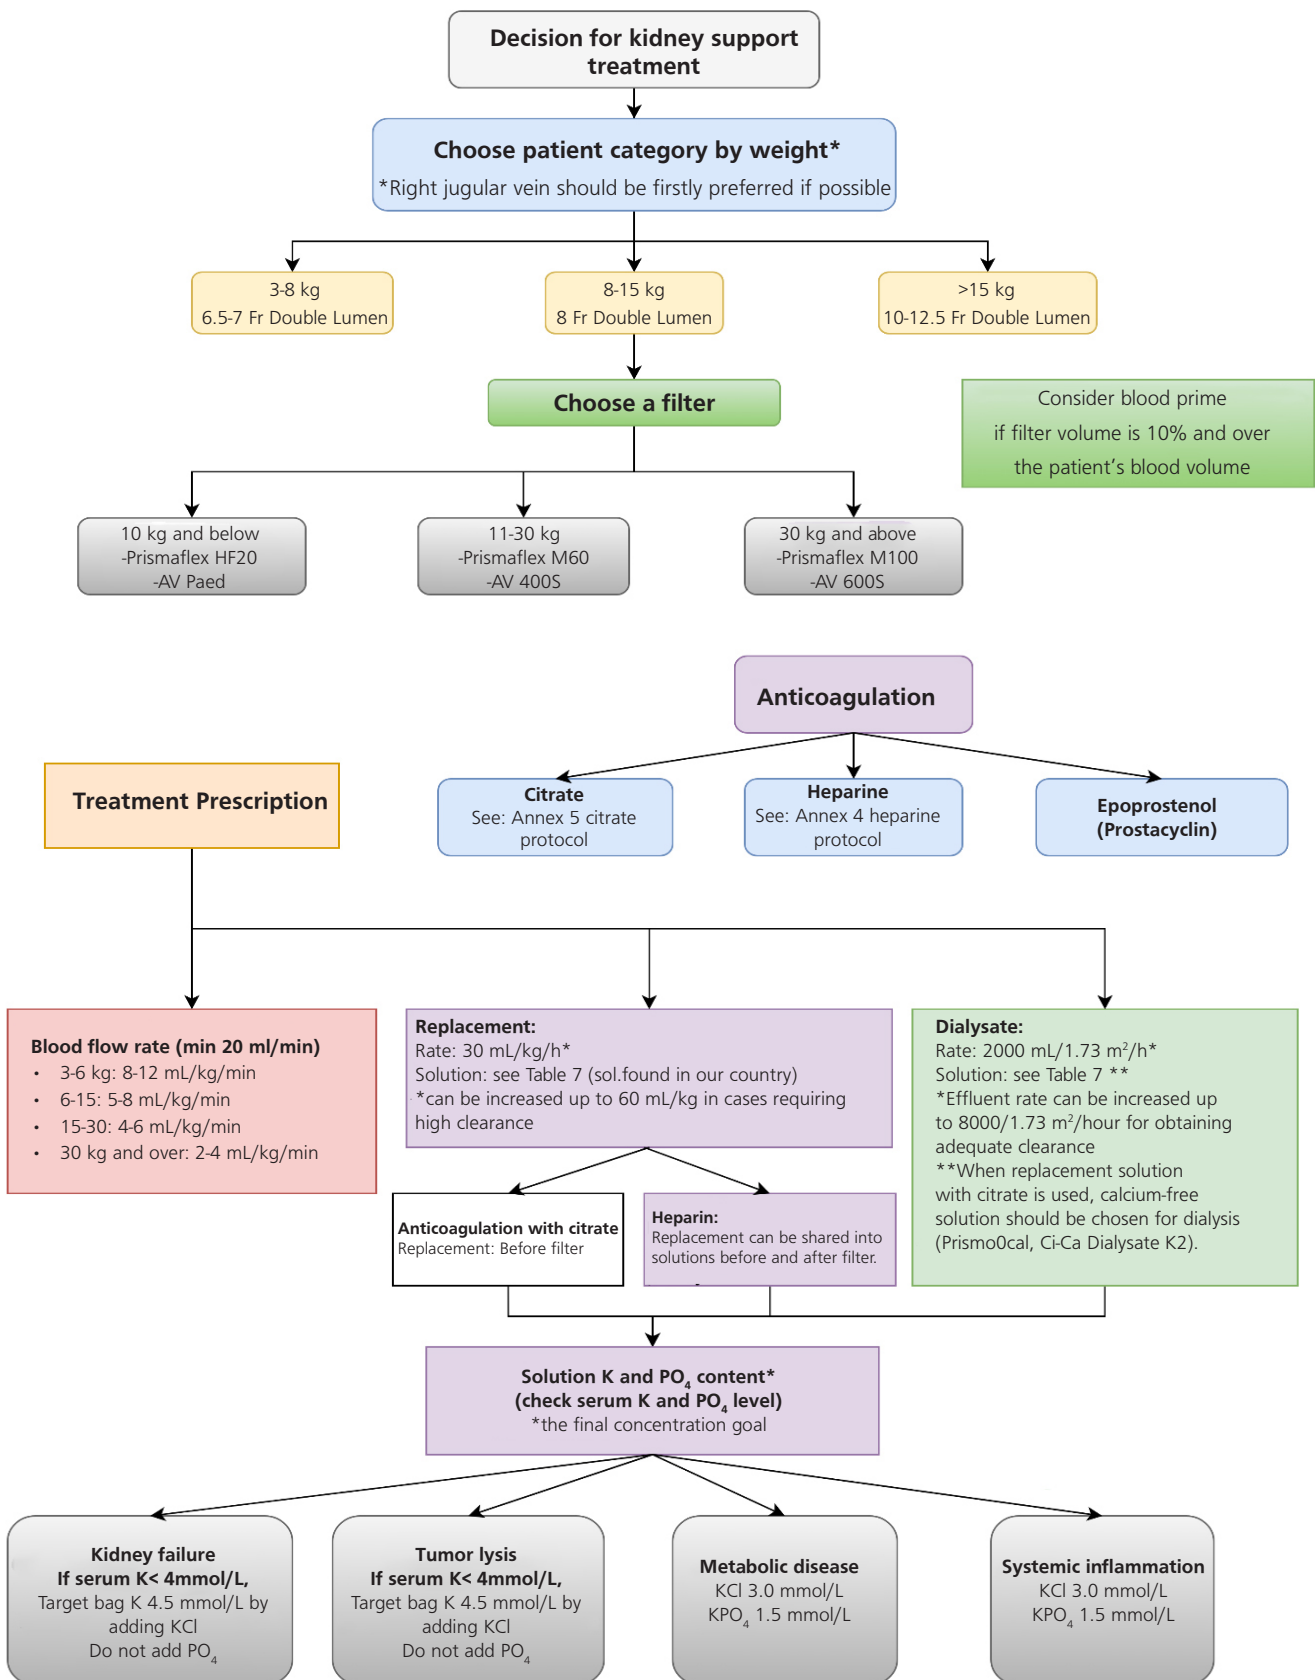 Decision for kidney support
treatment
Choose patient category by weight*
*Right jugular vein should be firstly preferred if possible
3-8 kg
6.5-7 Fr Double Lumen
8-15 kg
8 Fr Double Lumen
>15 kg
10-12.5 Fr Double Lumen
Choose a filter
Consider blood prime
if filter volume is 10% and over
the patient's blood volume
10 kg and below
-Prismaflex HF20
-AV Paed
11-30 kg
-Prismaflex M60
-AV 400S
30 kg and above
-Prismaflex M100
-AV 600S
Anticoagulation
Citrate
See: Annex 5 citrate
protocol
Heparine
See: Annex 4 heparine
protocol
Epoprostenol
(Prostacyclin)
Treatment Prescription
Blood flow rate (min 20 ml/min)
• 3-6 kg: 8-12 mL/kg/min
• 6-15: 5-8 mL/kg/min
• 15-30: 4-6 mL/kg/min
• 30 kg and over: 2-4 mL/kg/min
Replacement:
Rate: 30 mL/kg/h*
Solution: see Table 7 (sol.found in our country)
*can be increased up to 60 mL/kg in cases requiring
high clearance
Dialysate:
Rate: 2000 mL/1.73 m²/h*
Solution: see Table 7 **
*Effluent rate can be increased up
to 8000/1.73 m²/hour for obtaining
adequate clearance
**When replacement solution
with citrate is used, calcium-free
solution should be chosen for dialysis
(Prismo0cal, Ci-Ca Dialysate K2).
Anticoagulation with citrate
Replacement: Before filter
Heparin:
Replacement can be shared into
solutions before and after filter.
Solution K and PO₄ content*
(check serum K and PO₄ level)
*the final concentration goal
Kidney failure
If serum K< 4mmol/L,
Target bag K 4.5 mmol/L by
adding KCl
Do not add PO₄
Tumor lysis
If serum K< 4mmol/L,
Target bag K 4.5 mmol/L by
adding KCl
Do not add PO₄
Metabolic disease
KCl 3.0 mmol/L
KPO₄ 1.5 mmol/L
Systemic inflammation
KCl 3.0 mmol/L
KPO₄ 1.5 mmol/L